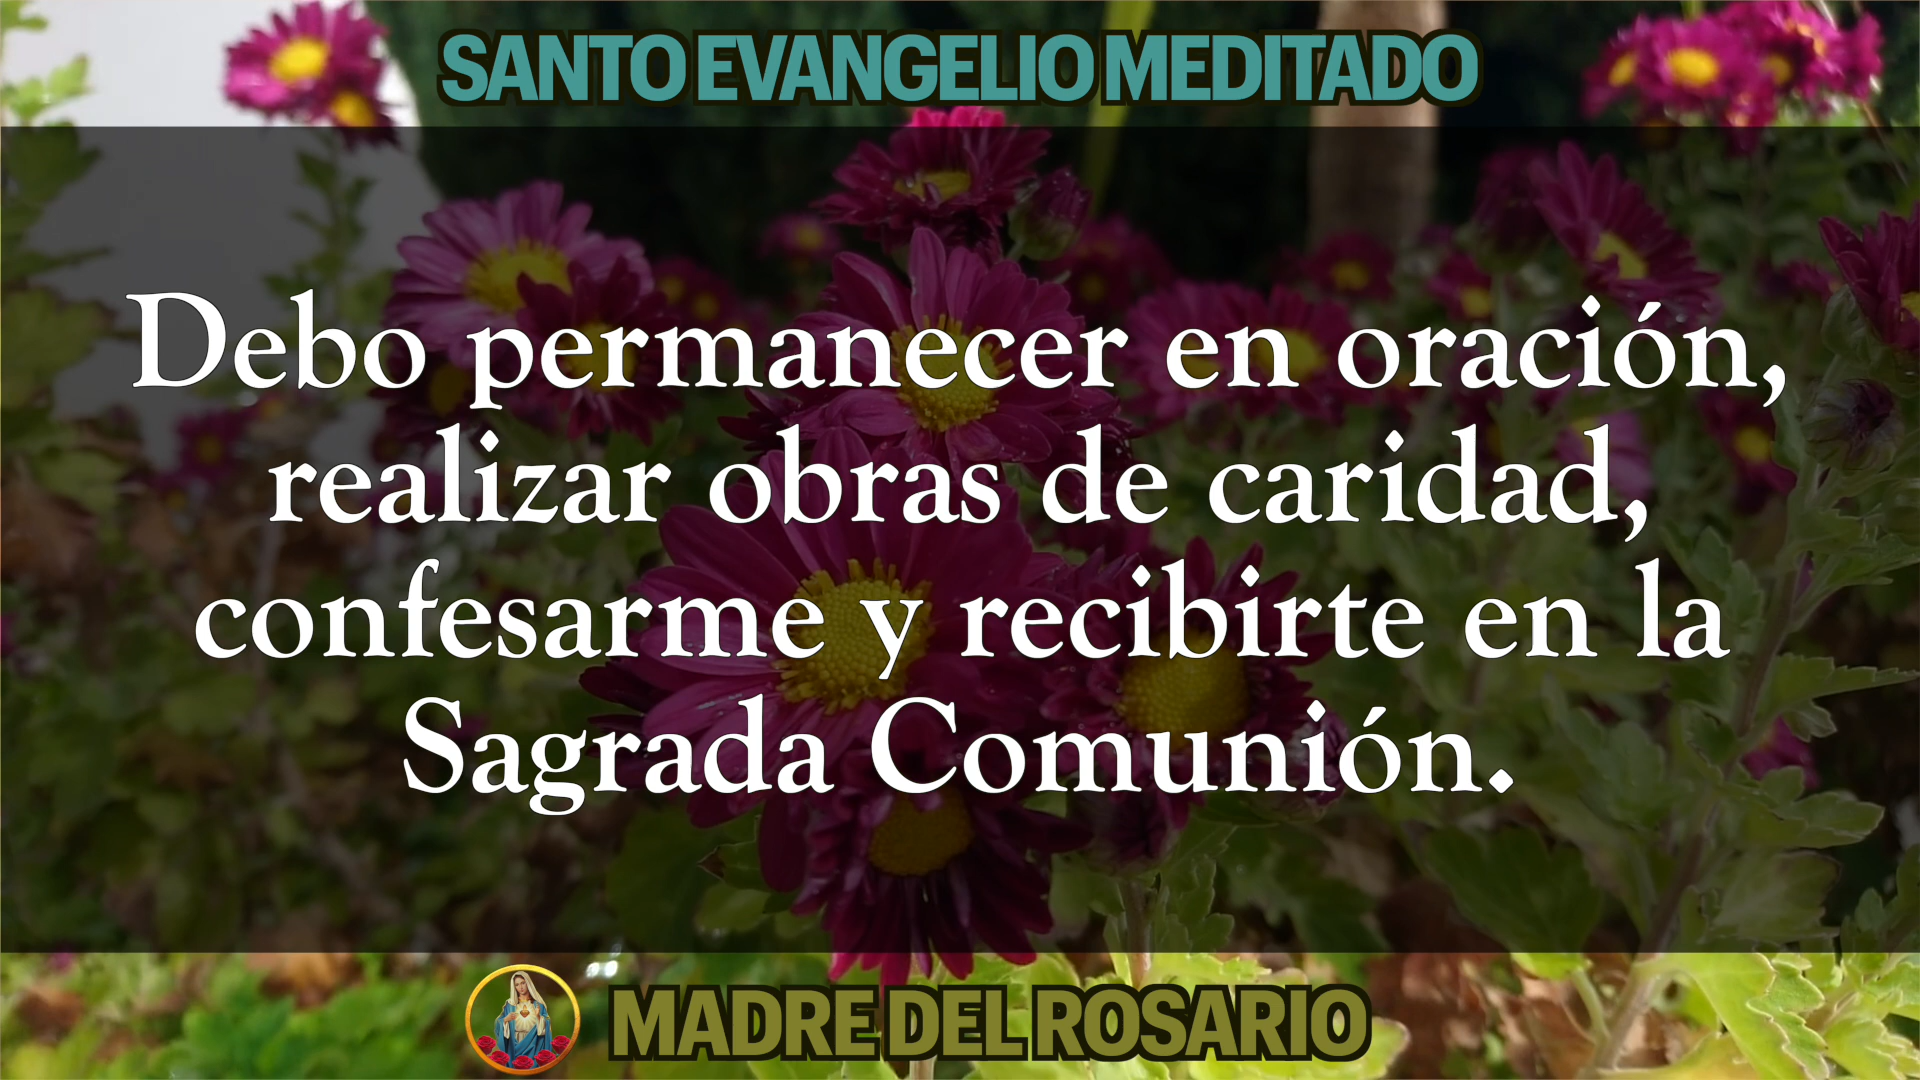 SANTO EVANGELIO MEDITADO
Debo permanecer en oración,
realizar obras de caridad,
confesarme y recibirte en la
Sagrada Comunión.
MADRE DEL ROSARIO